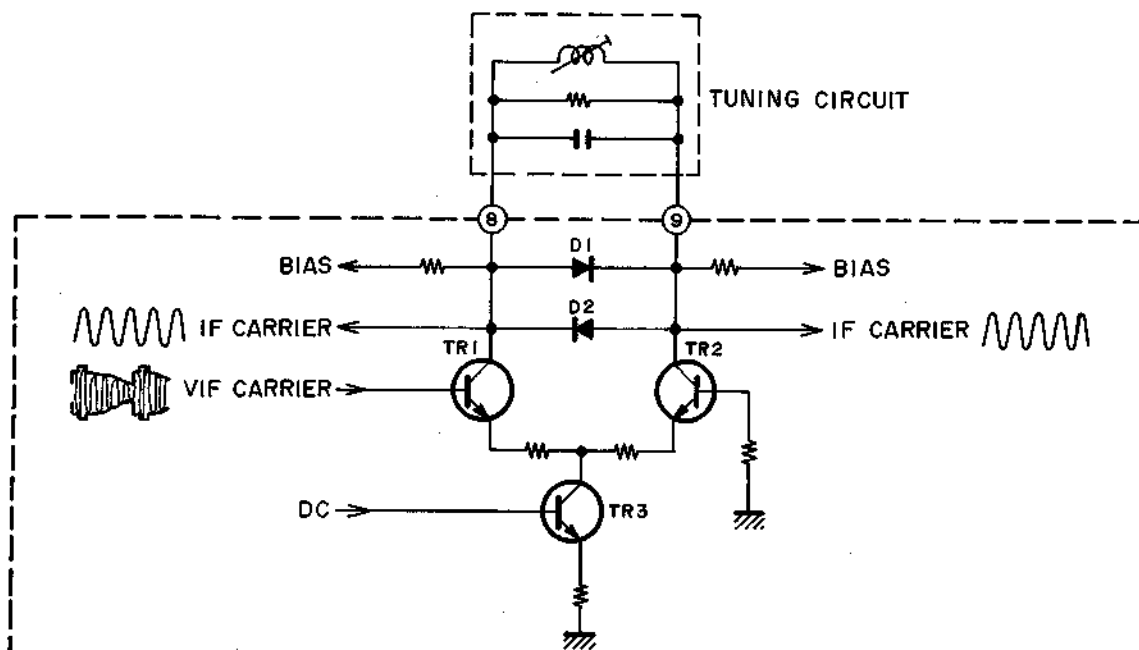 TUNING CIRCUIT
8
9
D1
BIAS
BIAS
D2
IF CARRIER
IF CARRIER
TR1
TR2
VIF CARRIER
DC
TR3